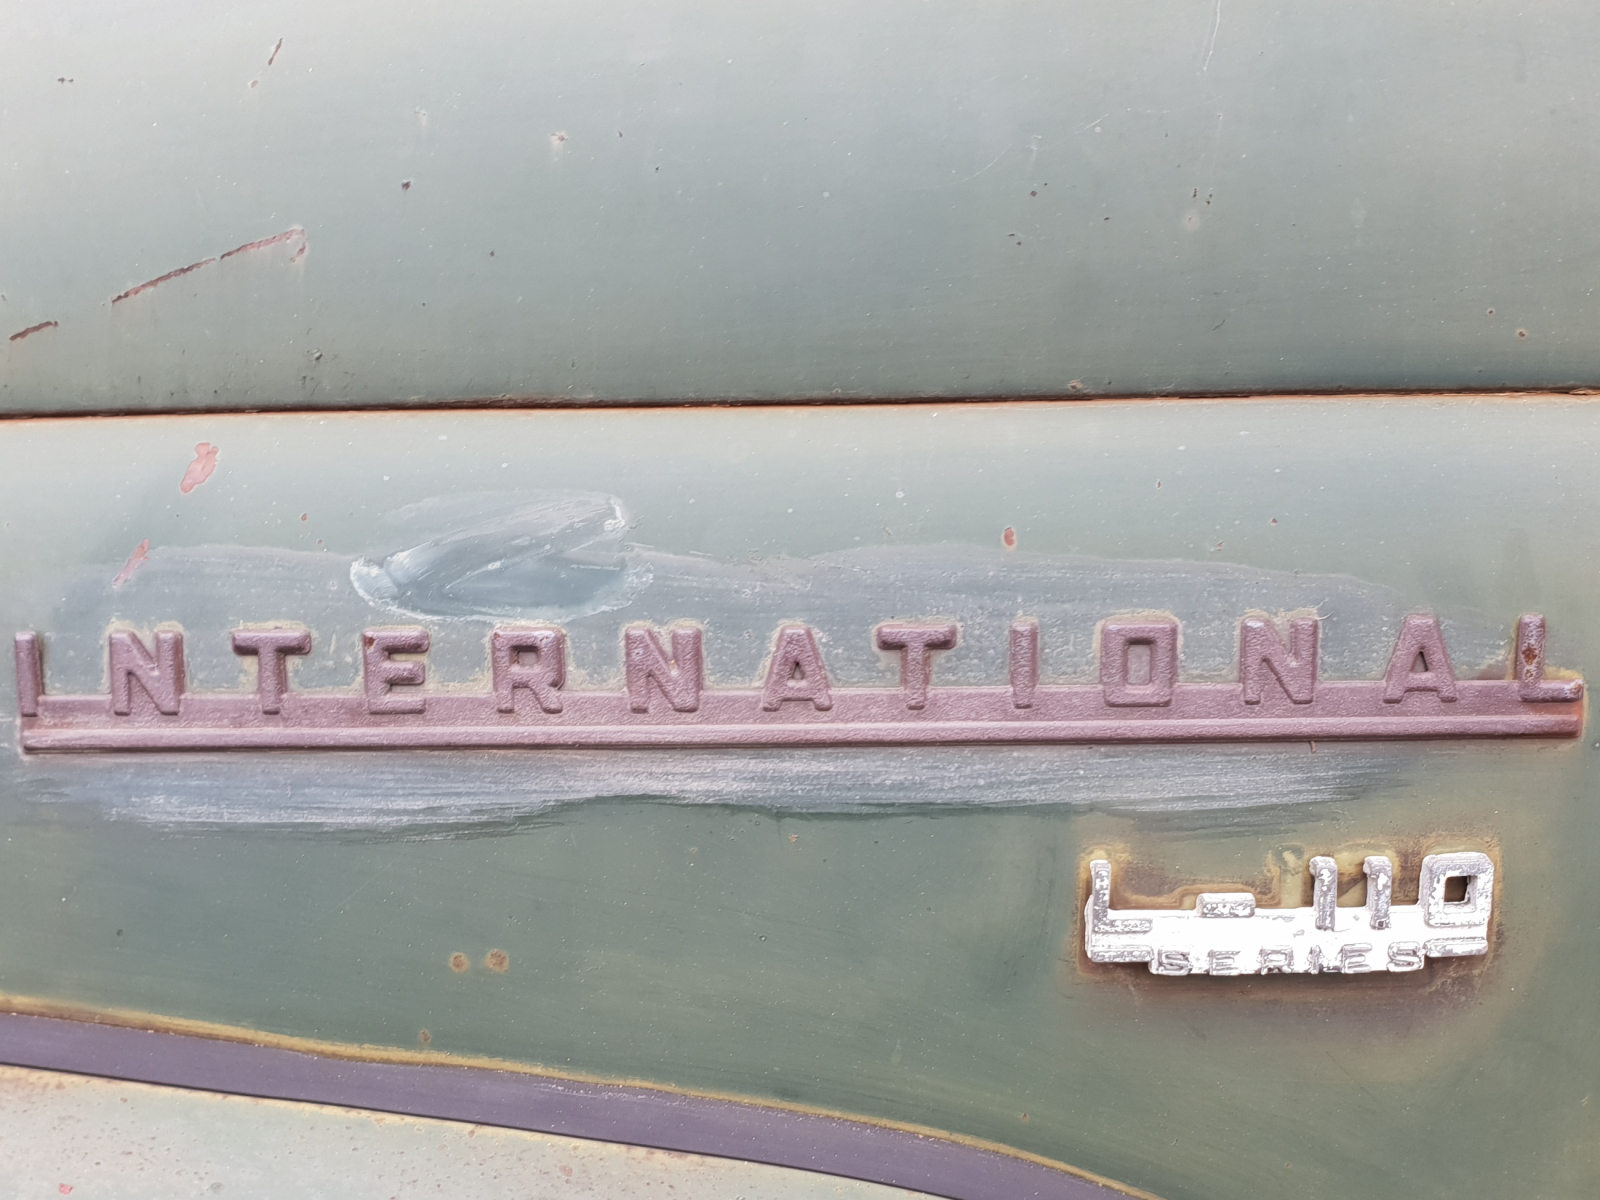 INTERNATIONAL
L-110
SERIES